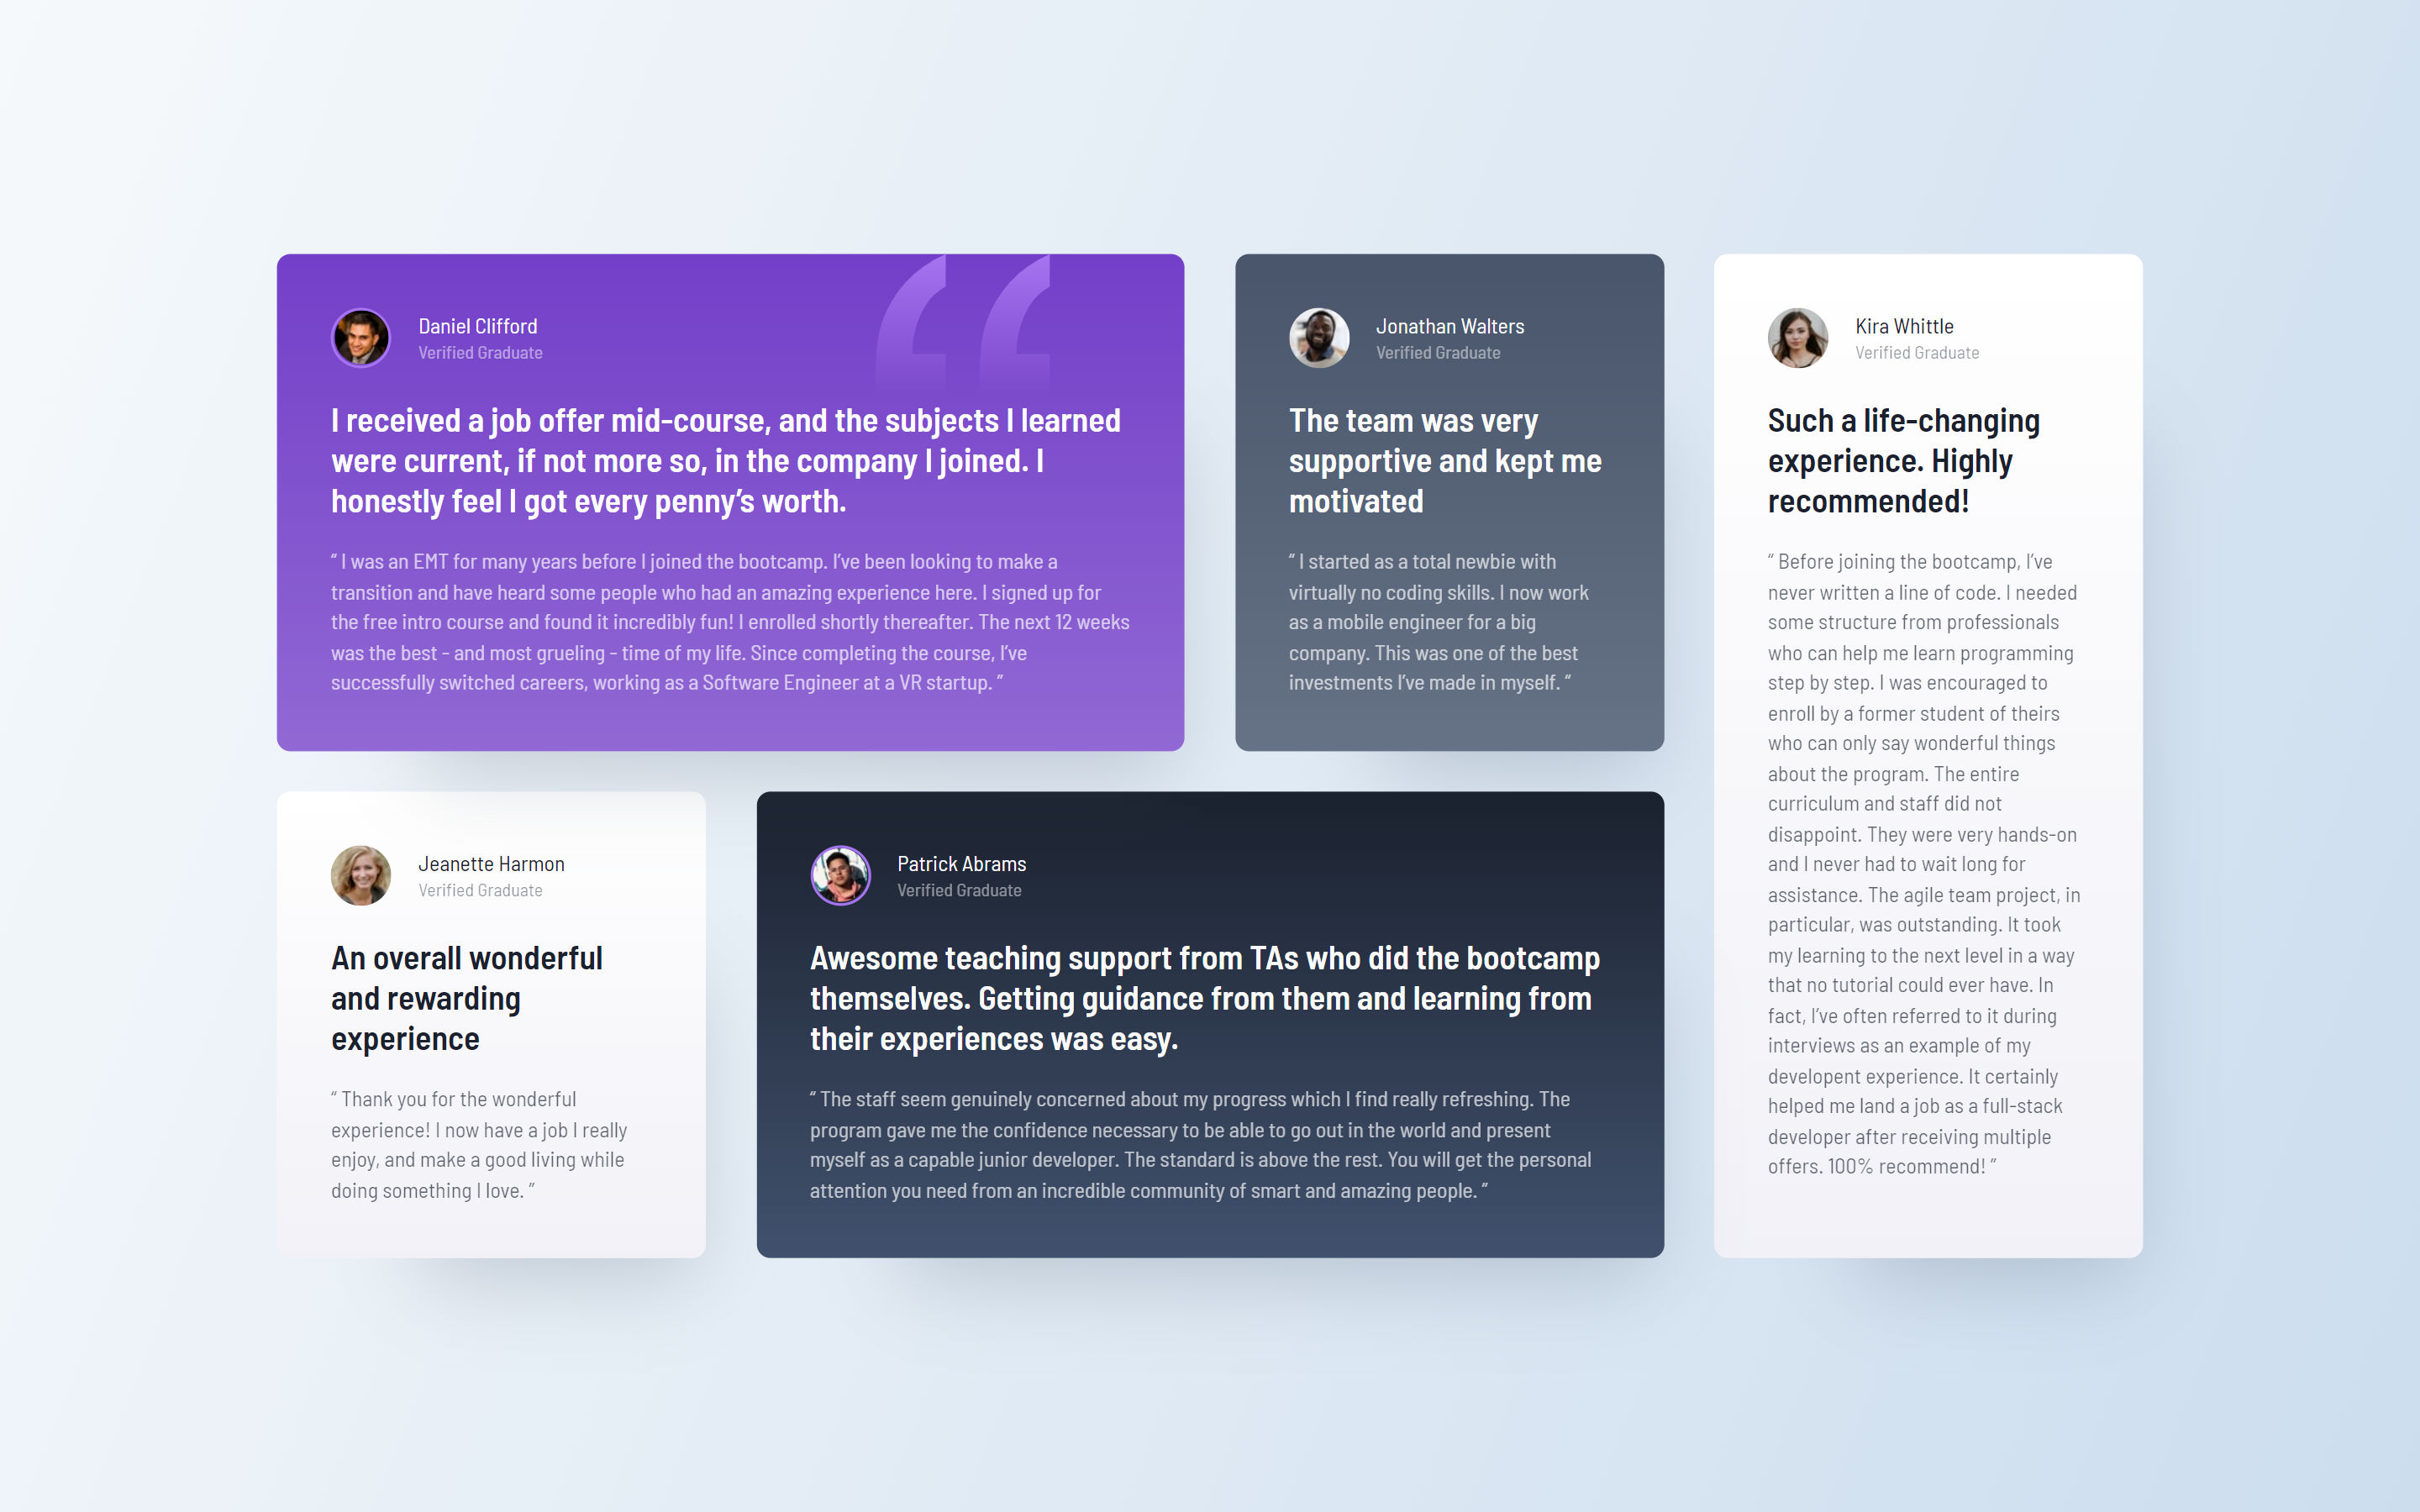 Daniel Clifford
Verified Graduate
I received a job offer mid-course, and the subjects I learned
were current, if not more so, in the company I joined. I
honestly feel I got every penny’s worth.
“ I was an EMT for many years before I joined the bootcamp. I’ve been looking to make a
transition and have heard some people who had an amazing experience here. I signed up for
the free intro course and found it incredibly fun! I enrolled shortly thereafter. The next 12 weeks
was the best - and most grueling - time of my life. Since completing the course, I’ve
successfully switched careers, working as a Software Engineer at a VR startup. “
Jonathan Walters
Verified Graduate
The team was very
supportive and kept me
motivated
“ I started as a total newbie with
virtually no coding skills. I now work
as a mobile engineer for a big
company. This was one of the best
investments I’ve made in myself. “
Kira Whittle
Verified Graduate
Such a life-changing
experience. Highly
recommended!
“ Before joining the bootcamp, I’ve
never written a line of code. I needed
some structure from professionals
who can help me learn programming
step by step. I was encouraged to
enroll by a former student of theirs
who can only say wonderful things
about the program. The entire
curriculum and staff did not
disappoint. They were very hands-on
and I never had to wait long for
assistance. The agile team project, in
particular, was outstanding. It took
my learning to the next level in a way
that no tutorial could ever have. In
fact, I’ve often referred to it during
interviews as an example of my
developent experience. It certainly
helped me land a job as a full-stack
developer after receiving multiple
offers. 100% recommend! ”
Jeanette Harmon
Verified Graduate
An overall wonderful
and rewarding
experience
“ Thank you for the wonderful
experience! I now have a job I really
enjoy, and make a good living while
doing something I love. ”
Patrick Abrams
Verified Graduate
Awesome teaching support from TAs who did the bootcamp
themselves. Getting guidance from them and learning from
their experiences was easy.
“ The staff seem genuinely concerned about my progress which I find really refreshing. The
program gave me the confidence necessary to be able to go out in the world and present
myself as a capable junior developer. The standard is above the rest. You will get the personal
attention you need from an incredible community of smart and amazing people. ”